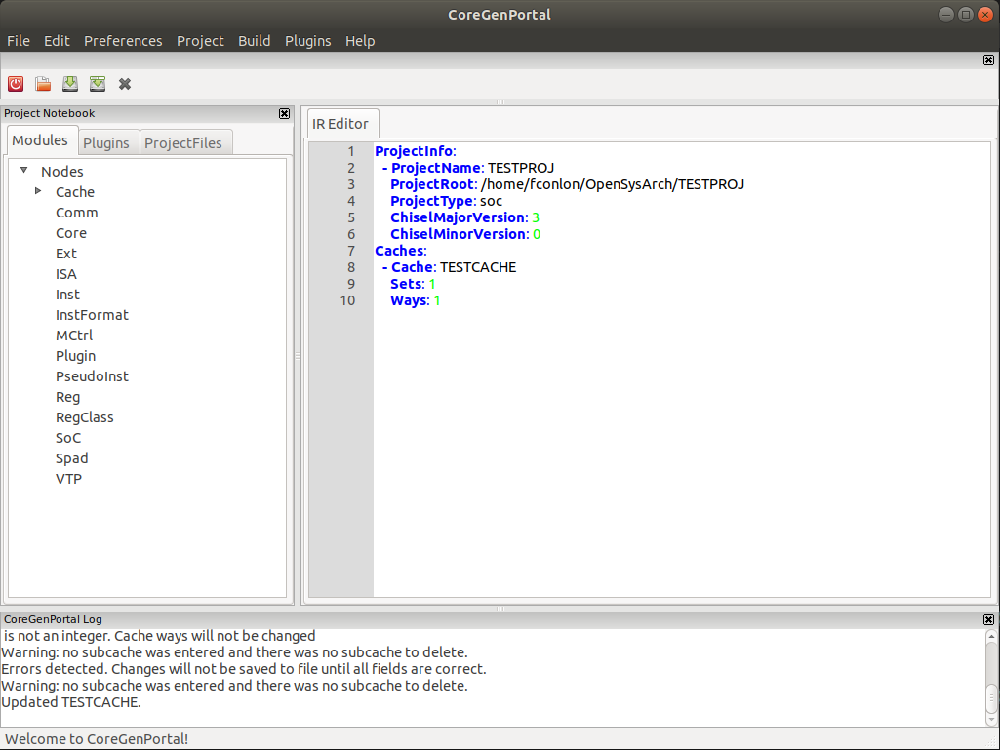 CoreGenPortal
File Edit Preferences Project Build Plugins Help
Project Notebook
Modules Plugins ProjectFiles
Nodes
Cache
Comm
Core
Ext
ISA
Inst
InstFormat
MCtrl
Plugin
PseudoInst
Reg
RegClass
SoC
Spad
VTP
IR Editor
1 ProjectInfo:
2 - ProjectName: TESTPROJ
3 ProjectRoot: /home/fconlon/OpenSysArch/TESTPROJ
4 ProjectType: soc
5 ChiselMajorVersion: 3
6 ChiselMinorVersion: 0
7 Caches:
8 - Cache: TESTCACHE
9 Sets: 1
10 Ways: 1
CoreGenPortal Log
is not an integer. Cache ways will not be changed
Warning: no subcache was entered and there was no subcache to delete.
Errors detected. Changes will not be saved to file until all fields are correct.
Warning: no subcache was entered and there was no subcache to delete.
Updated TESTCACHE.
Welcome to CoreGenPortal!